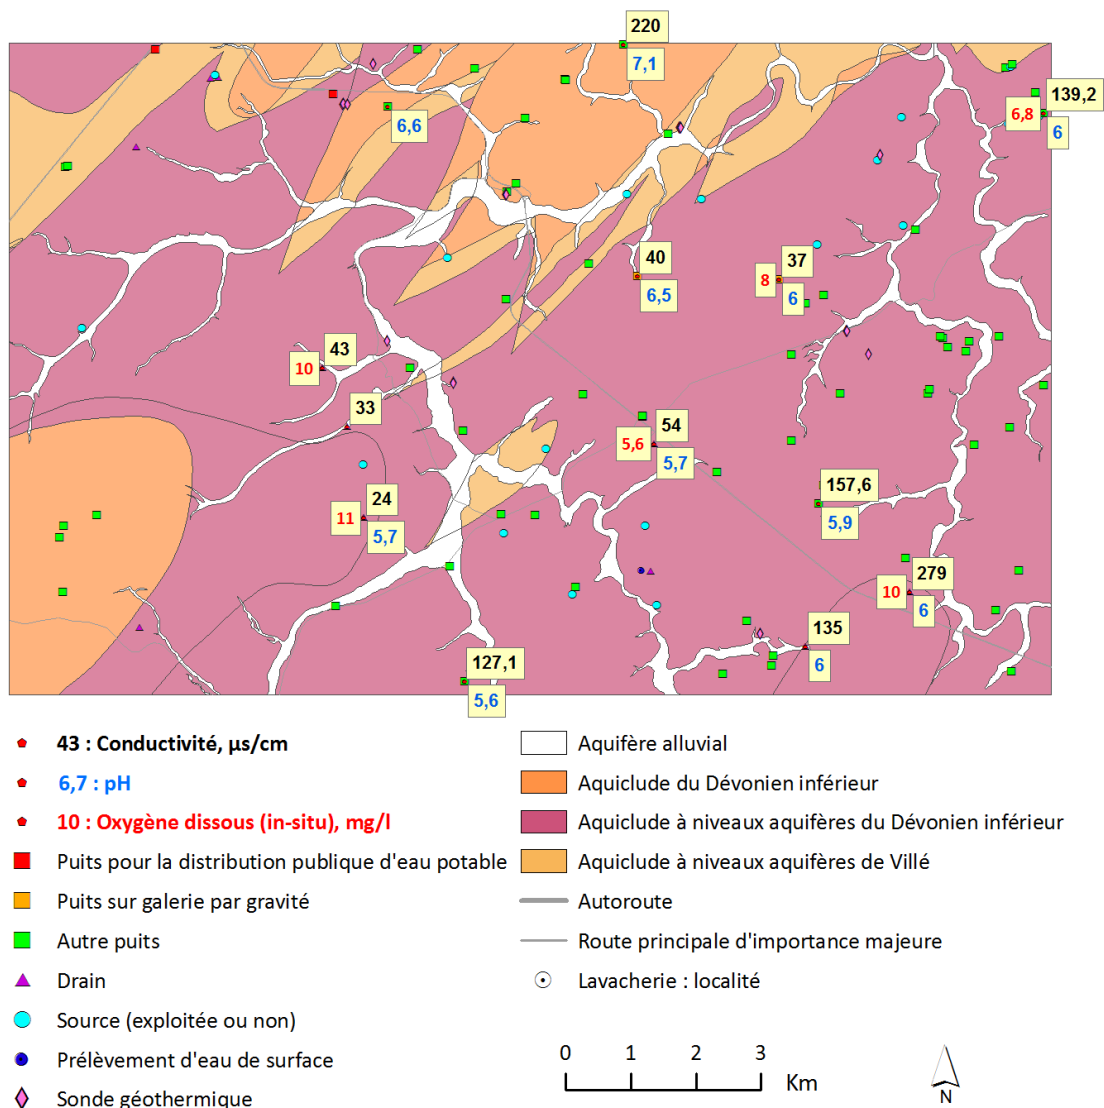 220
7,1
139,2
6,8
6
6,6
40
6,5
37
8
6
43
10
33
54
5,6
5,7
24
11
5,7
157,6
5,9
279
10
6
135
6
127,1
5,6
43 : Conductivité, µs/cm
6,7 : pH
10 : Oxygène dissous (in-situ), mg/l
Puits pour la distribution publique d'eau potable
Puits sur galerie par gravité
Autre puits
Drain
Source (exploitée ou non)
Prélèvement d'eau de surface
Sonde géothermique
Aquifère alluvial
Aquiclude du Dévonien inférieur
Aquiclude à niveaux aquifères du Dévonien inférieur
Aquiclude à niveaux aquifères de Villé
Autoroute
Route principale d'importance majeure
Lavacherie : localité
0 1 2 3
Km
N